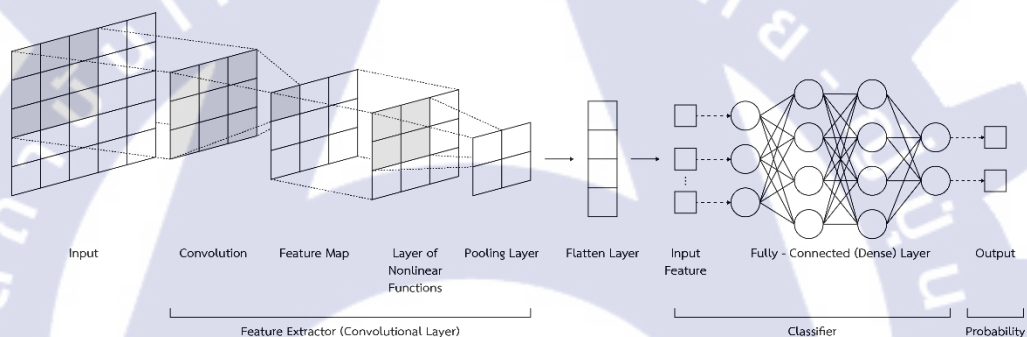 Input
Convolution
Feature Map
Layer of
Nonlinear
Functions
Pooling Layer
Flatten Layer
Input
Feature
Fully - Connected (Dense) Layer
Output
Feature Extractor (Convolutional Layer)
Classifier
Probability